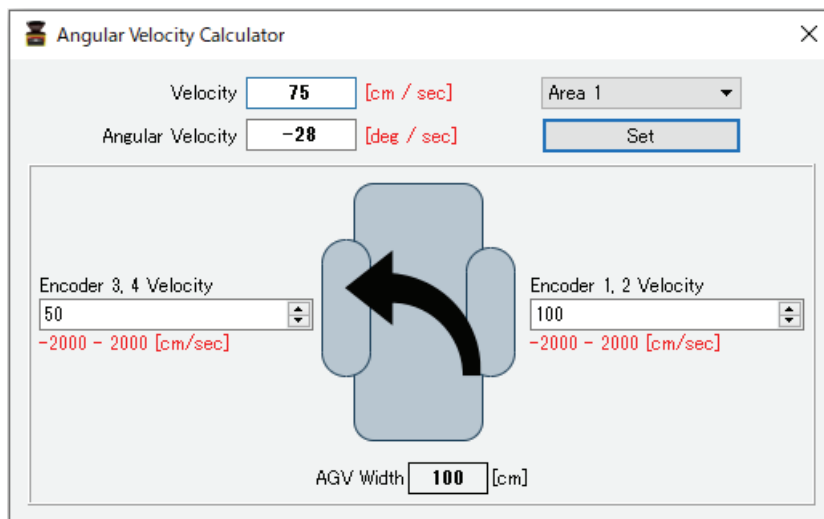 Angular Velocity Calculator
Velocity 75 [cm / sec] Area 1
Angular Velocity -28 [deg / sec] Set
Encoder 3, 4 Velocity
50
-2000 - 2000 [cm/sec]
Encoder 1, 2 Velocity
100
-2000 - 2000 [cm/sec]
AGV Width 100 [cm]